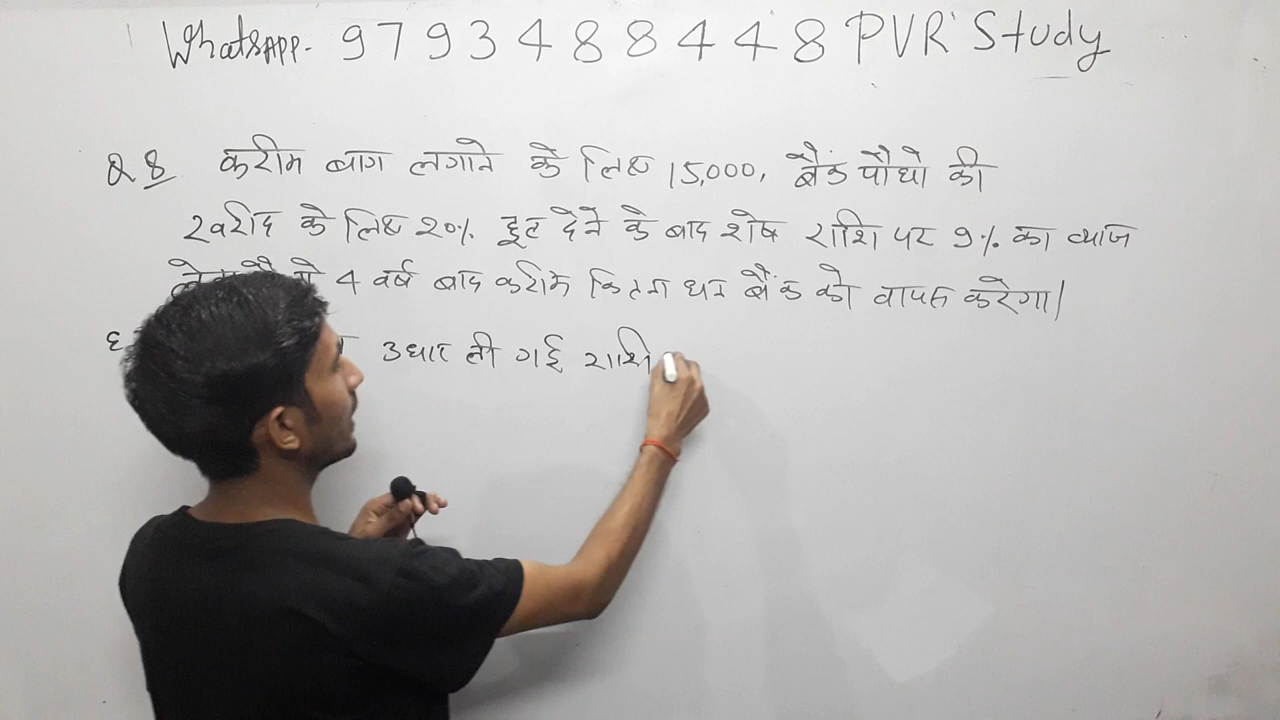 WhatsApp- 9793488448 PVR Study
Q 8 करीम बाग लगाने के लिए 15,000, बैंक पौधो की
खरीद के लिए 20% छूट देने के बाद शेष राशि पर 9% का ब्याज
4 वर्ष बाद करीम कितना धन बैंक को वापस करेगा।
उधार ली गई राशि